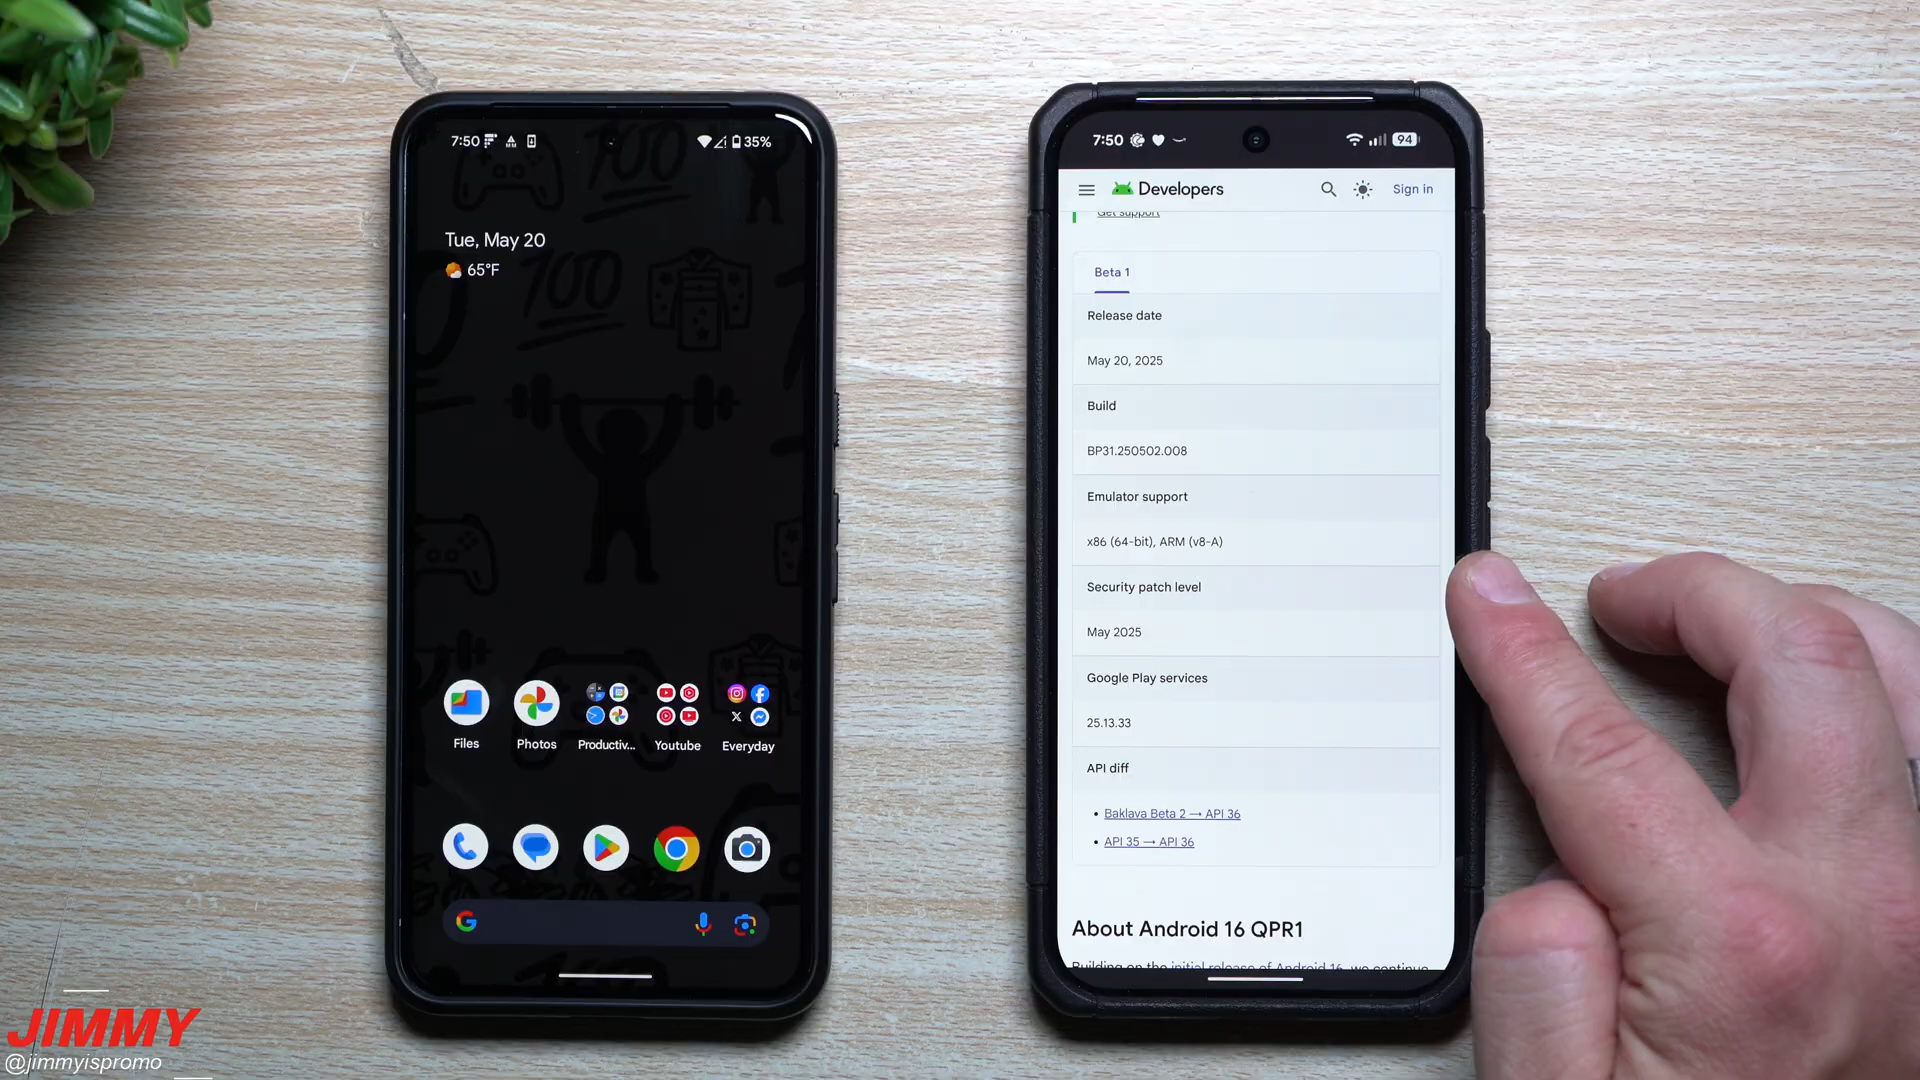 7:50
35%
Tue, May 20
65°F
100
100
Files
Photos
Productiv...
Youtube
Everyday
7:50
94
Developers
Sign in
Get support
Beta 1
Release date
May 20, 2025
Build
BP31.250502.008
Emulator support
x86 (64-bit), ARM (v8-A)
Security patch level
May 2025
Google Play services
25.13.33
API diff
• Baklava Beta 2 → API 36
• API 35 → API 36
About Android 16 QPR1
Building on the initial release of Android 16, we continue
JIMMY
@jimmyispromo